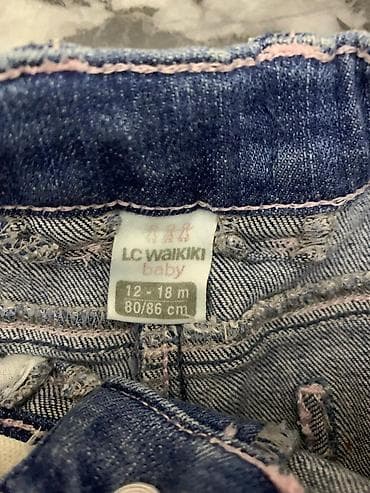 LC WAIKIKI
baby
12 - 18 m
80/86 cm